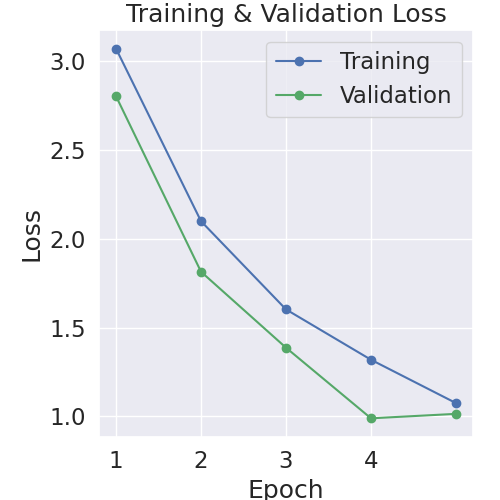 Training & Validation Loss
Training
Validation
3.0
2.5
2.0
1.5
1.0
Loss
1 2 3 4
Epoch